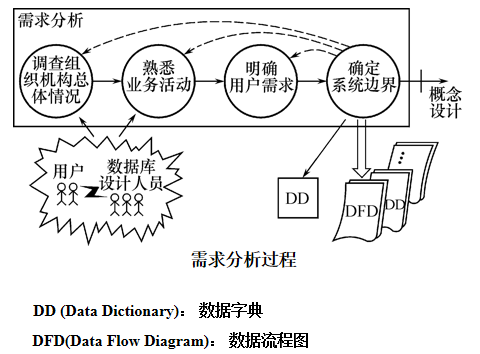 需求分析
调查组
织机构总
体情况
熟悉
业务活动
明确
用户需求
确定
系统边界
概念
设计
用户
数据库
设计人员
DD
DFD
DD
需求分析过程
DD (Data Dictionary)： 数据字典
DFD(Data Flow Diagram)： 数据流程图